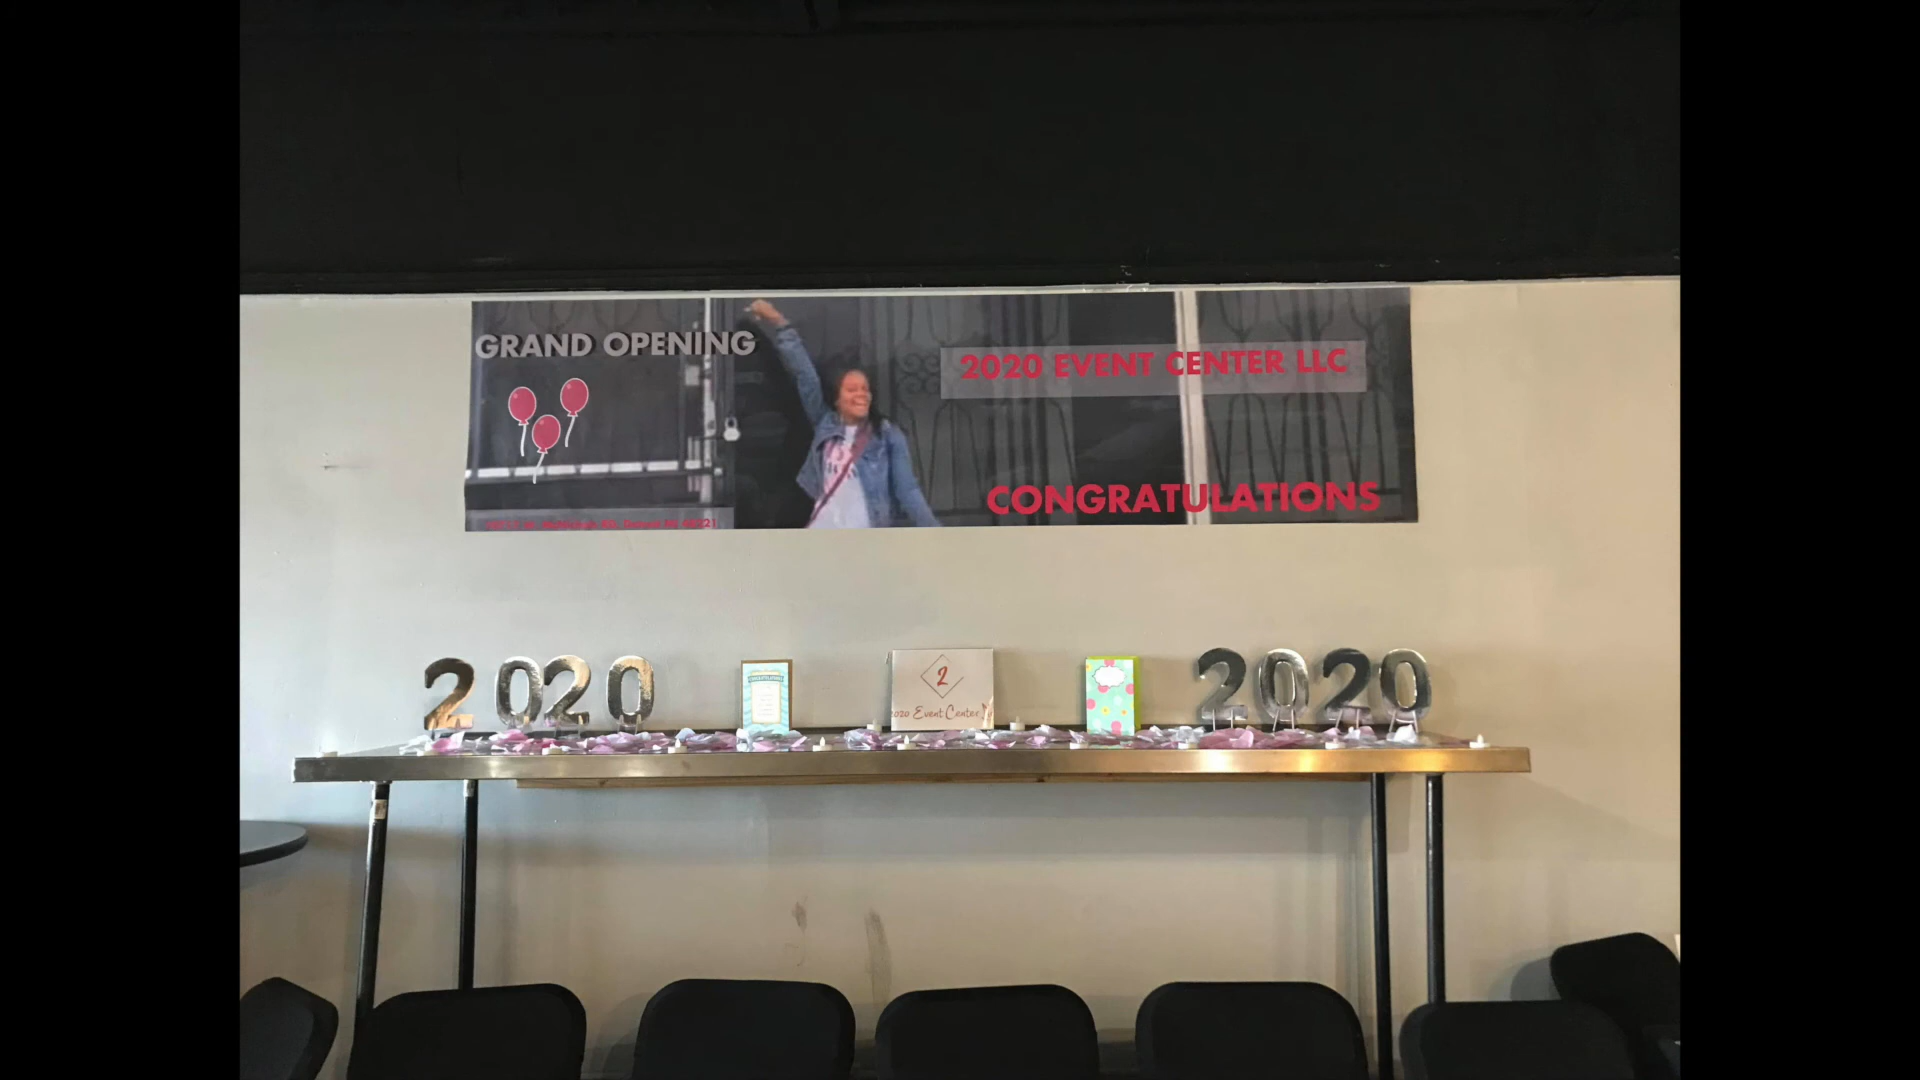 GRAND OPENING
2020 EVENT CENTER LLC
CONGRATULATIONS
2020
2
2020 Event Center
2020